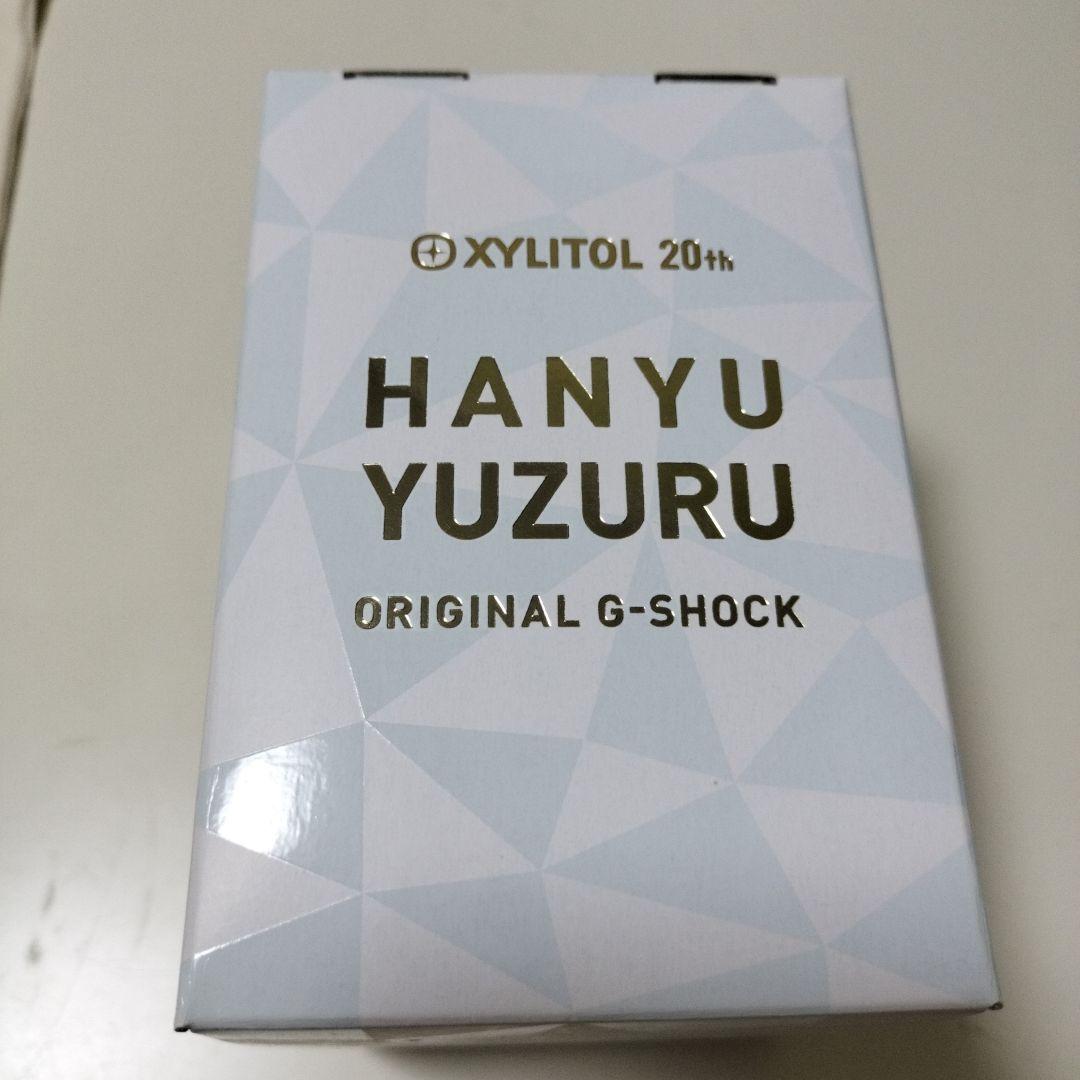 XYLITOL 20th
HANYU
YUZURU
ORIGINAL G-SHOCK